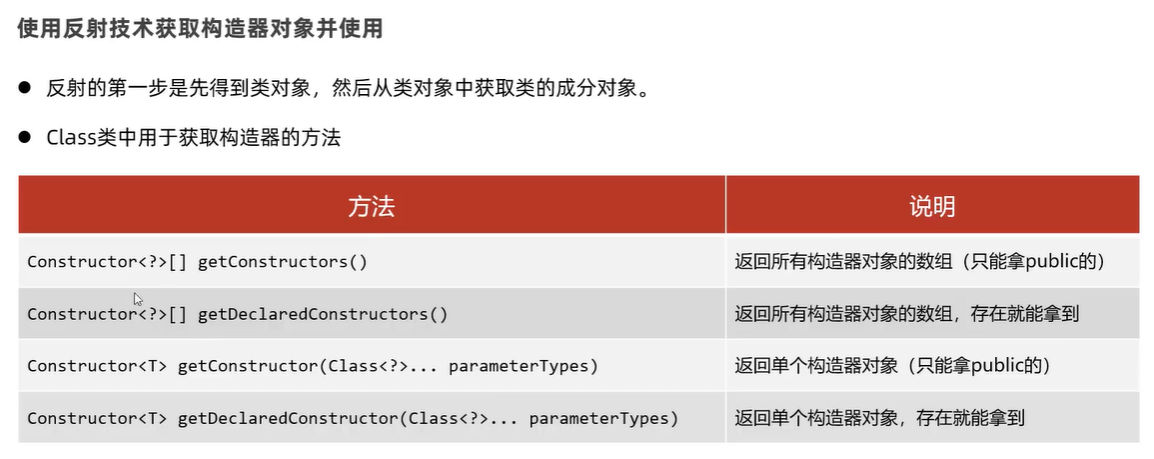 使用反射技术获取构造器对象并使用
● 反射的第一步是先得到类对象，然后从类对象中获取类的成分对象。
● Class类中用于获取构造器的方法
方法 说明
Constructor<?>[] getConstructors() 返回所有构造器对象的数组（只能拿public的）
Constructor<?>[] getDeclaredConstructors() 返回所有构造器对象的数组，存在就能拿到
Constructor<T> getConstructor(Class<?>... parameterTypes) 返回单个构造器对象（只能拿public的）
Constructor<T> getDeclaredConstructor(Class<?>... parameterTypes) 返回单个构造器对象，存在就能拿到